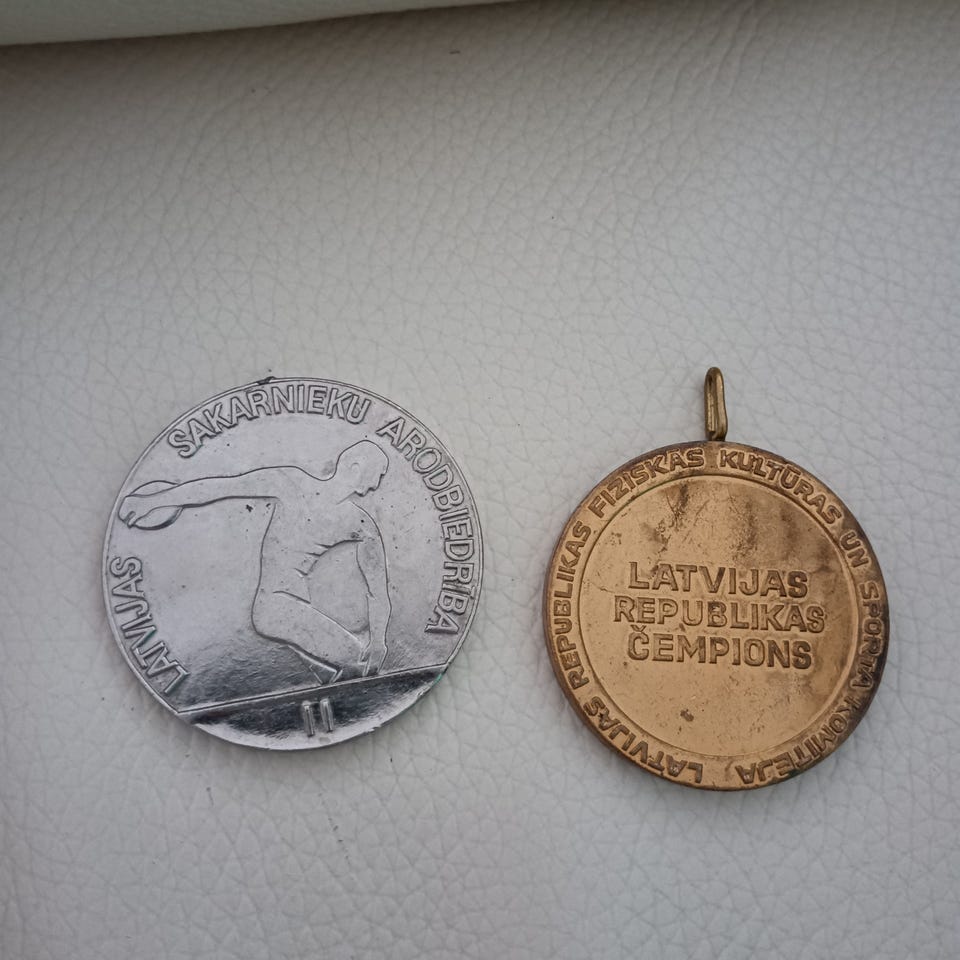 LATVIJAS SAKARNIEKU ARODBIEDRĪBA
II
LATVIJAS REPUBLIKAS FIZISKĀS KULTŪRAS UN SPORTA KOMITEJA
LATVIJAS
REPUBLIKAS
ČEMPIONS